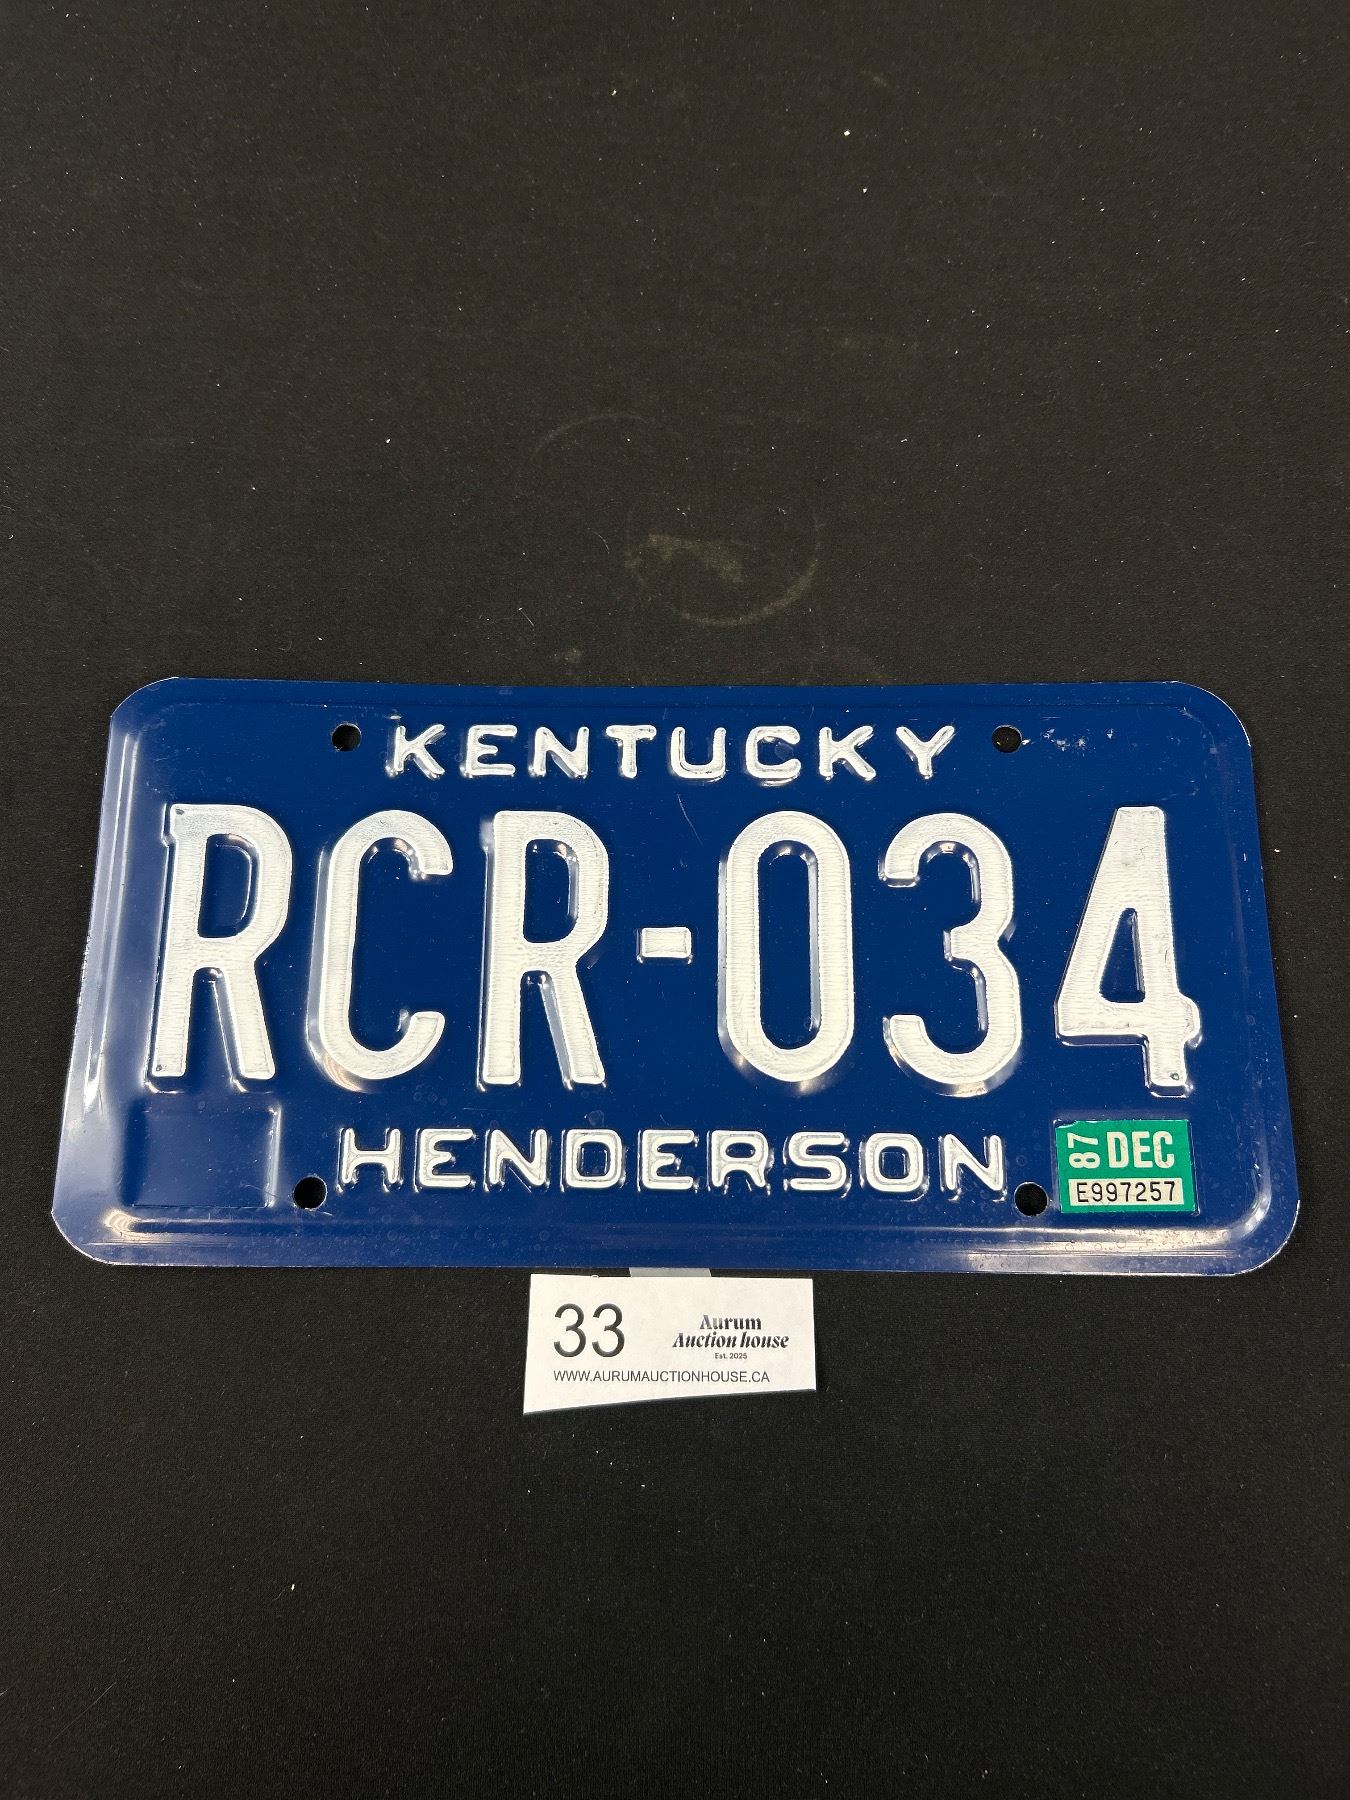 KENTUCKY
RCR-034
HENDERSON
87 DEC
E997257
33
Aurum
Auction house
Est. 2025
WWW.AURUMAUCTIONHOUSE.CA